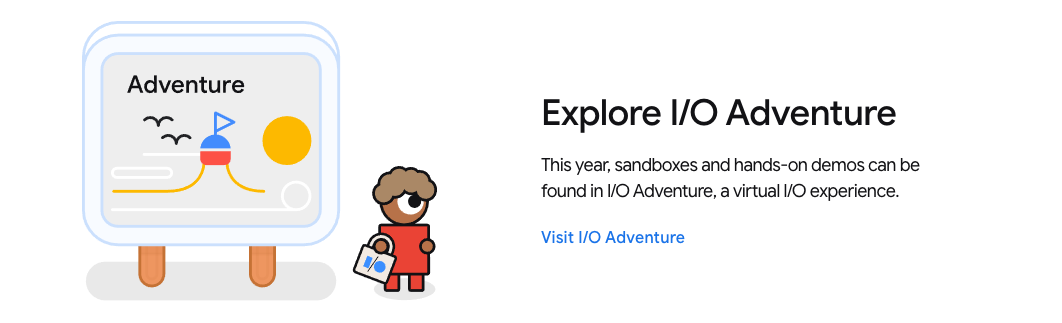 Adventure
I/O
Explore I/O Adventure
This year, sandboxes and hands-on demos can be
found in I/O Adventure, a virtual I/O experience.
Visit I/O Adventure